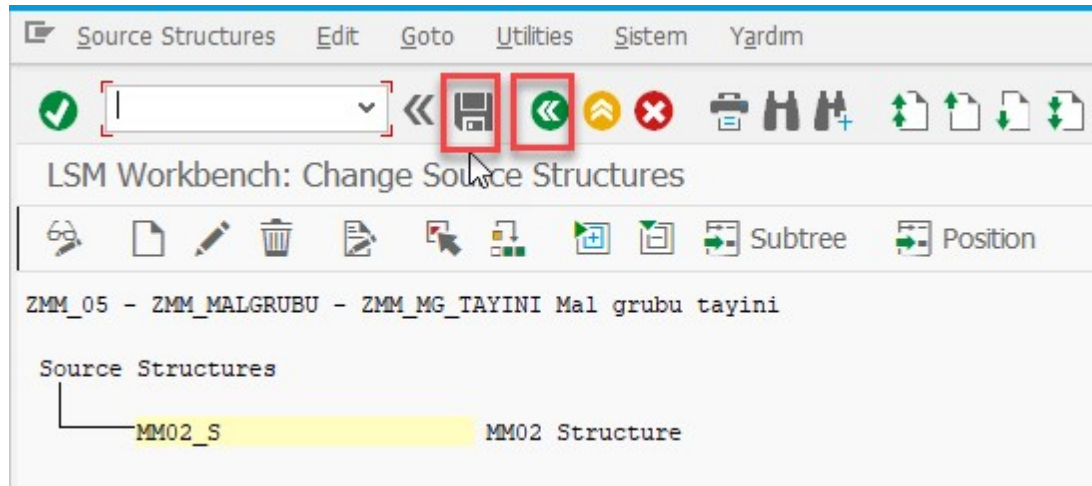 Source Structures Edit Goto Utilities Sistem Yardım
LSM Workbench: Change Source Structures
Subtree Position
ZMM_05 - ZMM_MALGRUBU - ZMM_MG_TAYINI Mal grubu tayini
Source Structures
MM02_S MM02 Structure